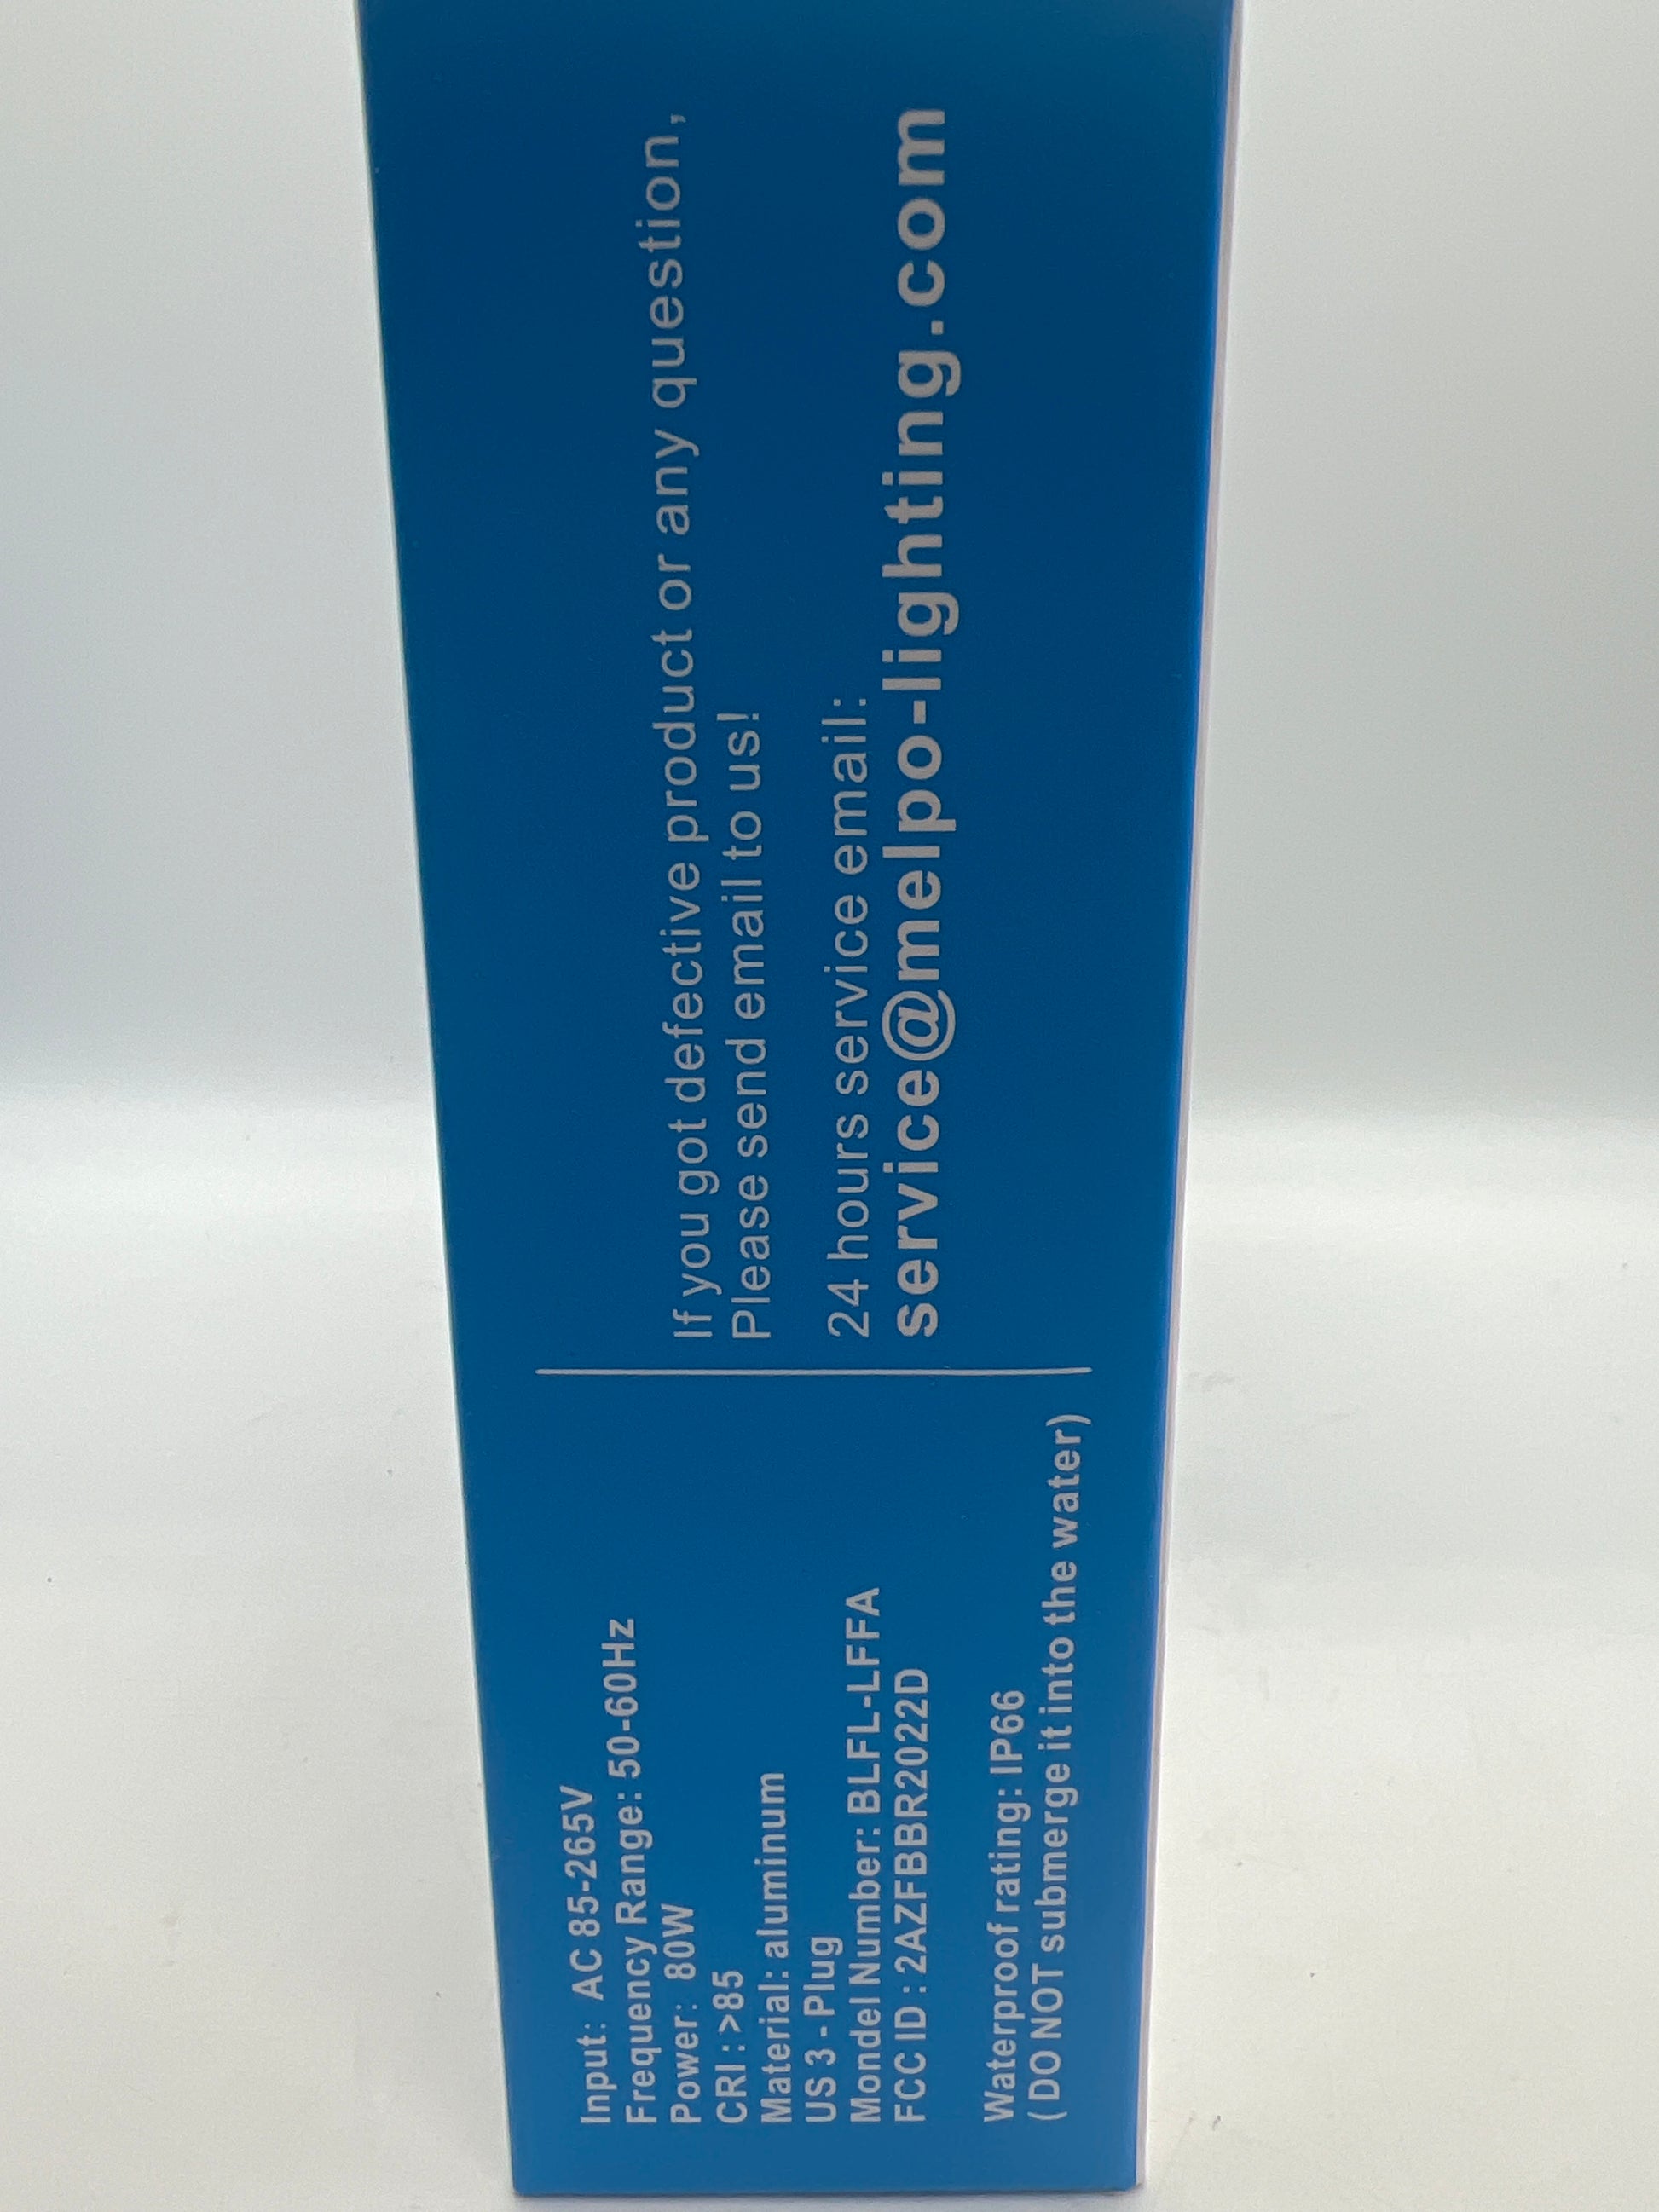 Input: AC 85-265V
Frequency Range: 50-60Hz
Power: 80W
CRI : >85
Material: aluminum
US 3 - Plug
Mondel Number: BLFL-LFFA
FCC ID : 2AZFBBR2022D
Waterproof rating: IP66
( DO NOT submerge it into the water)
If you got defective product or any question,
Please send email to us!
24 hours service email:
service@melpo-lighting.com